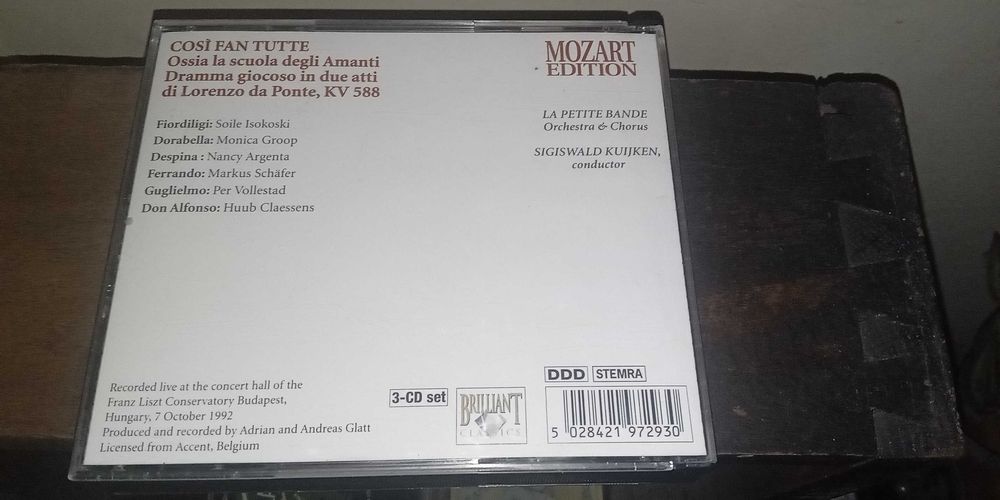 COSÌ FAN TUTTE
Ossia la scuola degli Amanti
Dramma giocoso in due atti
di Lorenzo da Ponte, KV 588
MOZART
EDITION
Fiordiligi: Soile Isokoski
Dorabella: Monica Groop
Despina : Nancy Argenta
Ferrando: Markus Schäfer
Guglielmo: Per Vollestad
Don Alfonso: Huub Claessens
LA PETITE BANDE
Orchestra & Chorus
SIGISWALD KUIJKEN,
conductor
Recorded live at the concert hall of the
Franz Liszt Conservatory Budapest,
Hungary, 7 October 1992
Produced and recorded by Adrian and Andreas Glatt
Licensed from Accent, Belgium
3-CD set
BRILLIANT
CLASSICS
DDD STEMRA
5 028421 972930